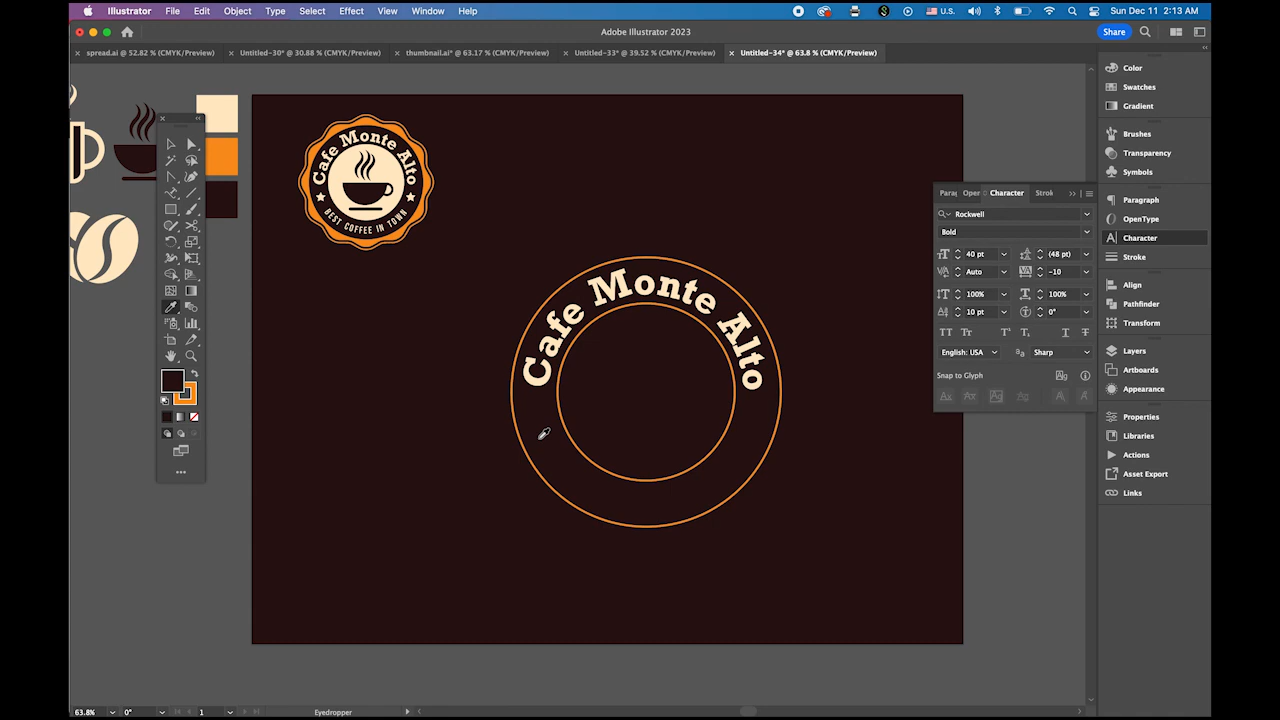 Illustrator File Edit Object Type Select Effect View Window Help
U.S. Sun Dec 11 2:13 AM
Adobe Illustrator 2023
Share
spread.ai @ 52.82 % (CMYK/Preview)
Untitled-30* @ 30.88 % (CMYK/Preview)
thumbnail.ai* @ 63.17 % (CMYK/Preview)
Untitled-33* @ 39.52 % (CMYK/Preview)
Untitled-34* @ 63.8 % (CMYK/Preview)
Cafe Monte Alto
BEST COFFEE IN TOWN
Cafe Monte Alto
Para Oper Character Strok
Rockwell
Bold
40 pt (48 pt)
Auto -10
100% 100%
10 pt 0°
English: USA Sharp
Snap to Glyph
Color
Swatches
Gradient
Brushes
Transparency
Symbols
Paragraph
OpenType
Character
Stroke
Align
Pathfinder
Transform
Layers
Artboards
Appearance
Properties
Libraries
Actions
Asset Export
Links
63.8% 0° 1 Eyedropper